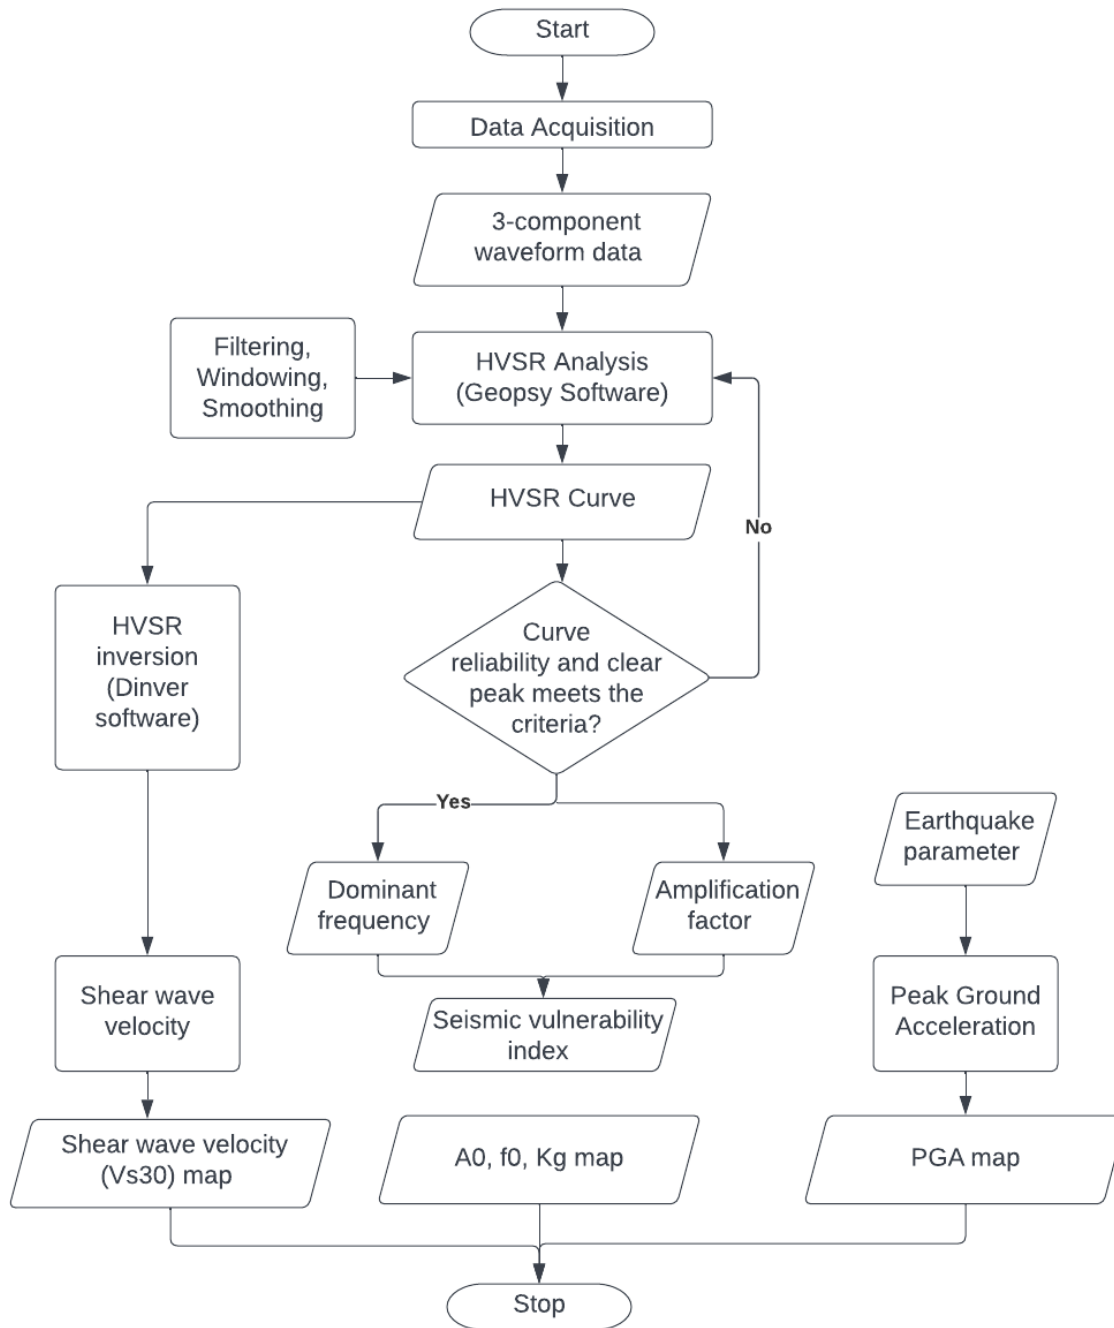 Start
Data Acquisition
3-component
waveform data
Filtering,
Windowing,
Smoothing
HVSR Analysis
(Geopsy Software)
HVSR Curve
No
HVSR
inversion
(Dinver
software)
Curve
reliability and clear
peak meets the
criteria?
Yes
Dominant
frequency
Amplification
factor
Earthquake
parameter
Shear wave
velocity
Seismic vulnerability
index
Peak Ground
Acceleration
Shear wave velocity
(Vs30) map
A0, f0, Kg map
PGA map
Stop